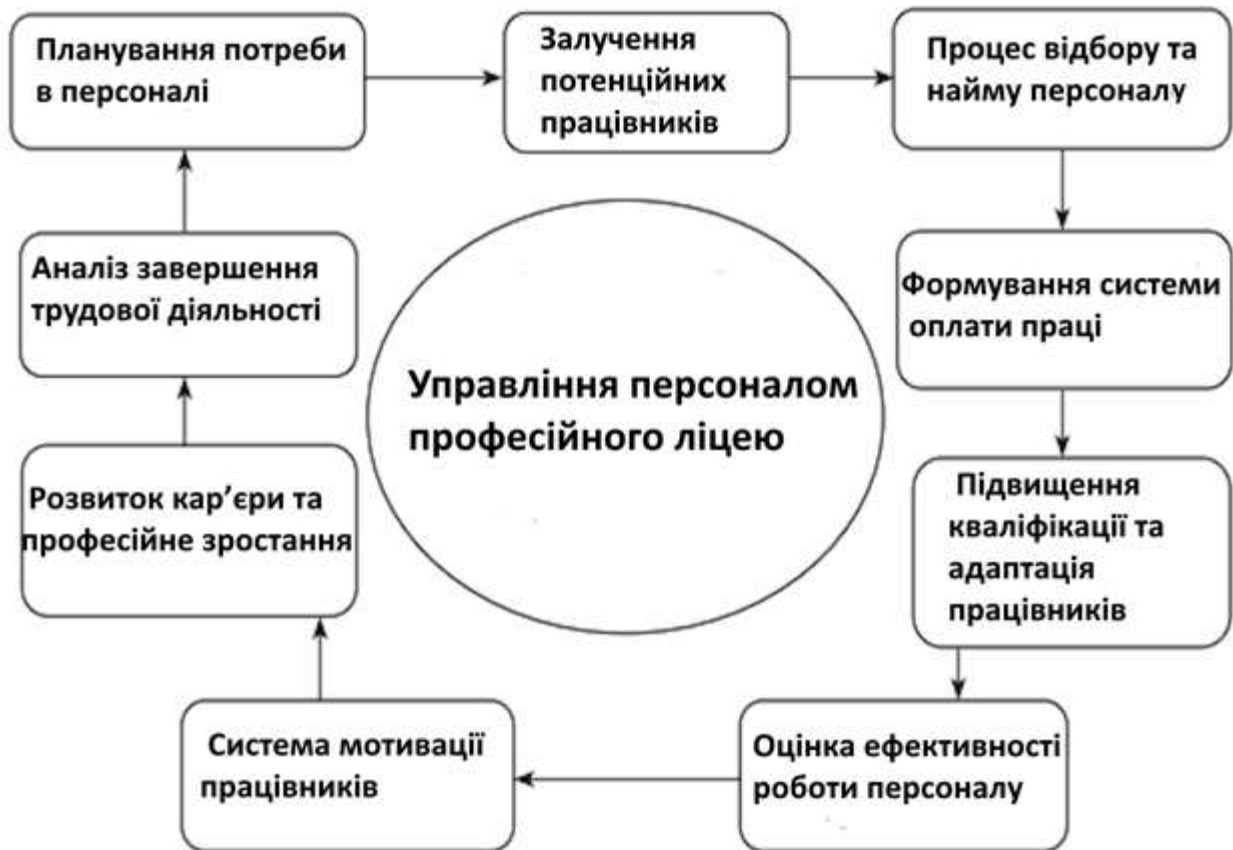 Планування потреби
в персоналі
Залучення
потенційних
працівників
Процес відбору та
найму персоналу
Формування системи
оплати праці
Підвищення
кваліфікації та
адаптація
працівників
Оцінка ефективності
роботи персоналу
Система мотивації
працівників
Розвиток кар’єри та
професійне зростання
Аналіз завершення
трудової діяльності
Управління персоналом
професійного ліцею